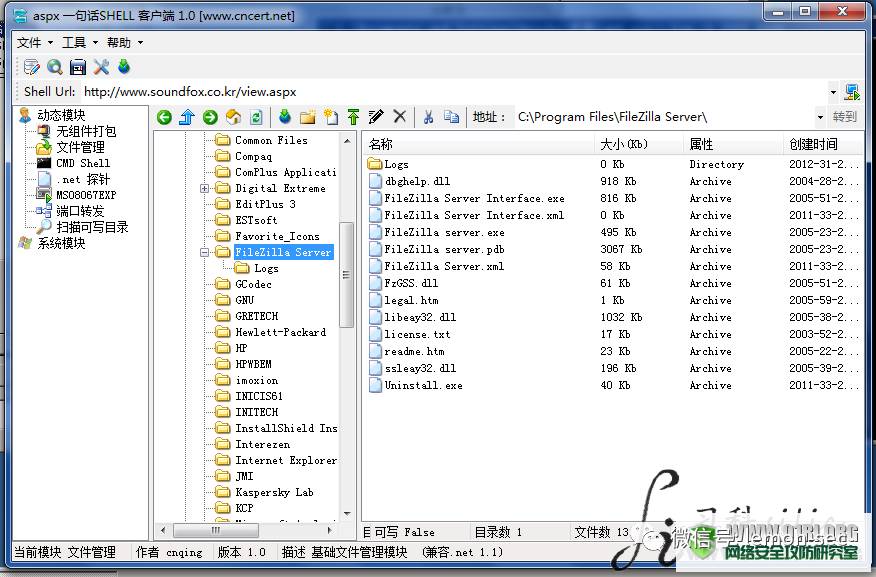 aspx 一句话SHELL 客户端 1.0 [www.cncert.net]
文件 工具 帮助
Shell Url: http://www.soundfox.co.kr/view.aspx
动态模块
无组件打包
文件管理
CMD Shell
.net 探针
MS08067EXP
端口转发
扫描可写目录
系统模块
地址： C:\Program Files\FileZilla Server\ 转到
Common Files
Compaq
ComPlus Applicati
Digital Extreme
EditPlus 3
ESTsoft
Favorite_Icons
FileZilla Server
Logs
GCodec
GNU
GRETECH
Hewlett-Packard
HP
HPWBEM
imoxion
INICIS61
INITECH
InstallShield Ins
Interezen
Internet Explorer
JMI
Kaspersky Lab
KCP
名称 大小(Kb) 属性 创建时间
Logs 0 Kb Directory 2012-31-2...
dbghelp.dll 918 Kb Archive 2004-28-2...
FileZilla Server Interface.exe 816 Kb Archive 2005-51-2...
FileZilla Server Interface.xml 0 Kb Archive 2011-33-2...
FileZilla server.exe 495 Kb Archive 2005-23-2...
FileZilla server.pdb 3067 Kb Archive 2005-23-2...
FileZilla Server.xml 58 Kb Archive 2011-33-2...
FzGSS.dll 61 Kb Archive 2005-51-2...
legal.htm 1 Kb Archive 2005-59-2...
libeay32.dll 1032 Kb Archive 2005-38-2...
license.txt 17 Kb Archive 2003-52-2...
readme.htm 23 Kb Archive 2005-22-2...
ssleay32.dll 196 Kb Archive 2005-39-2...
Uninstall.exe 40 Kb Archive 2011-33-2...
可写 False 目录数 1 文件数 13
当前模块 文件管理 作者 cnqing 版本 1.0 描述 基础文件管理模块 (兼容.net 1.1)
微信号: lemon-sec
网络安全攻防研究室